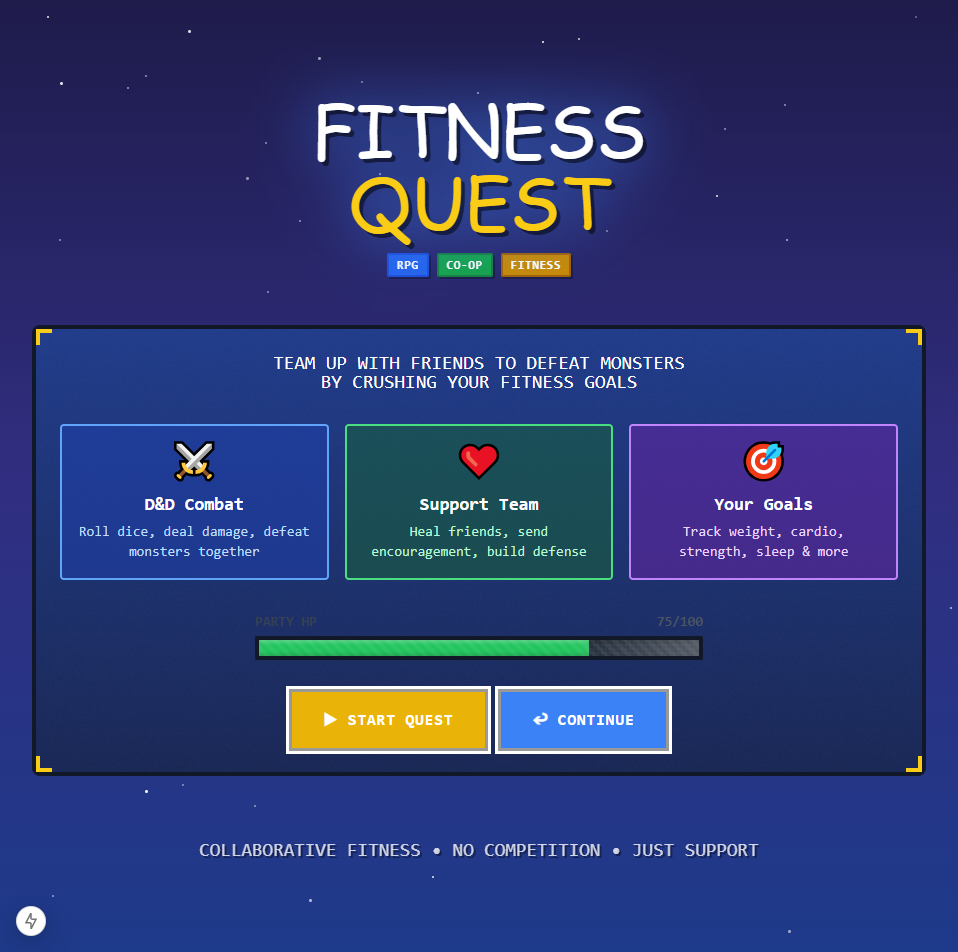 FITNESS
QUEST
RPG CO-OP FITNESS
TEAM UP WITH FRIENDS TO DEFEAT MONSTERS
BY CRUSHING YOUR FITNESS GOALS
D&D Combat
Roll dice, deal damage, defeat
monsters together
Support Team
Heal friends, send
encouragement, build defense
Your Goals
Track weight, cardio,
strength, sleep & more
PARTY HP 75/100
START QUEST CONTINUE
COLLABORATIVE FITNESS • NO COMPETITION • JUST SUPPORT